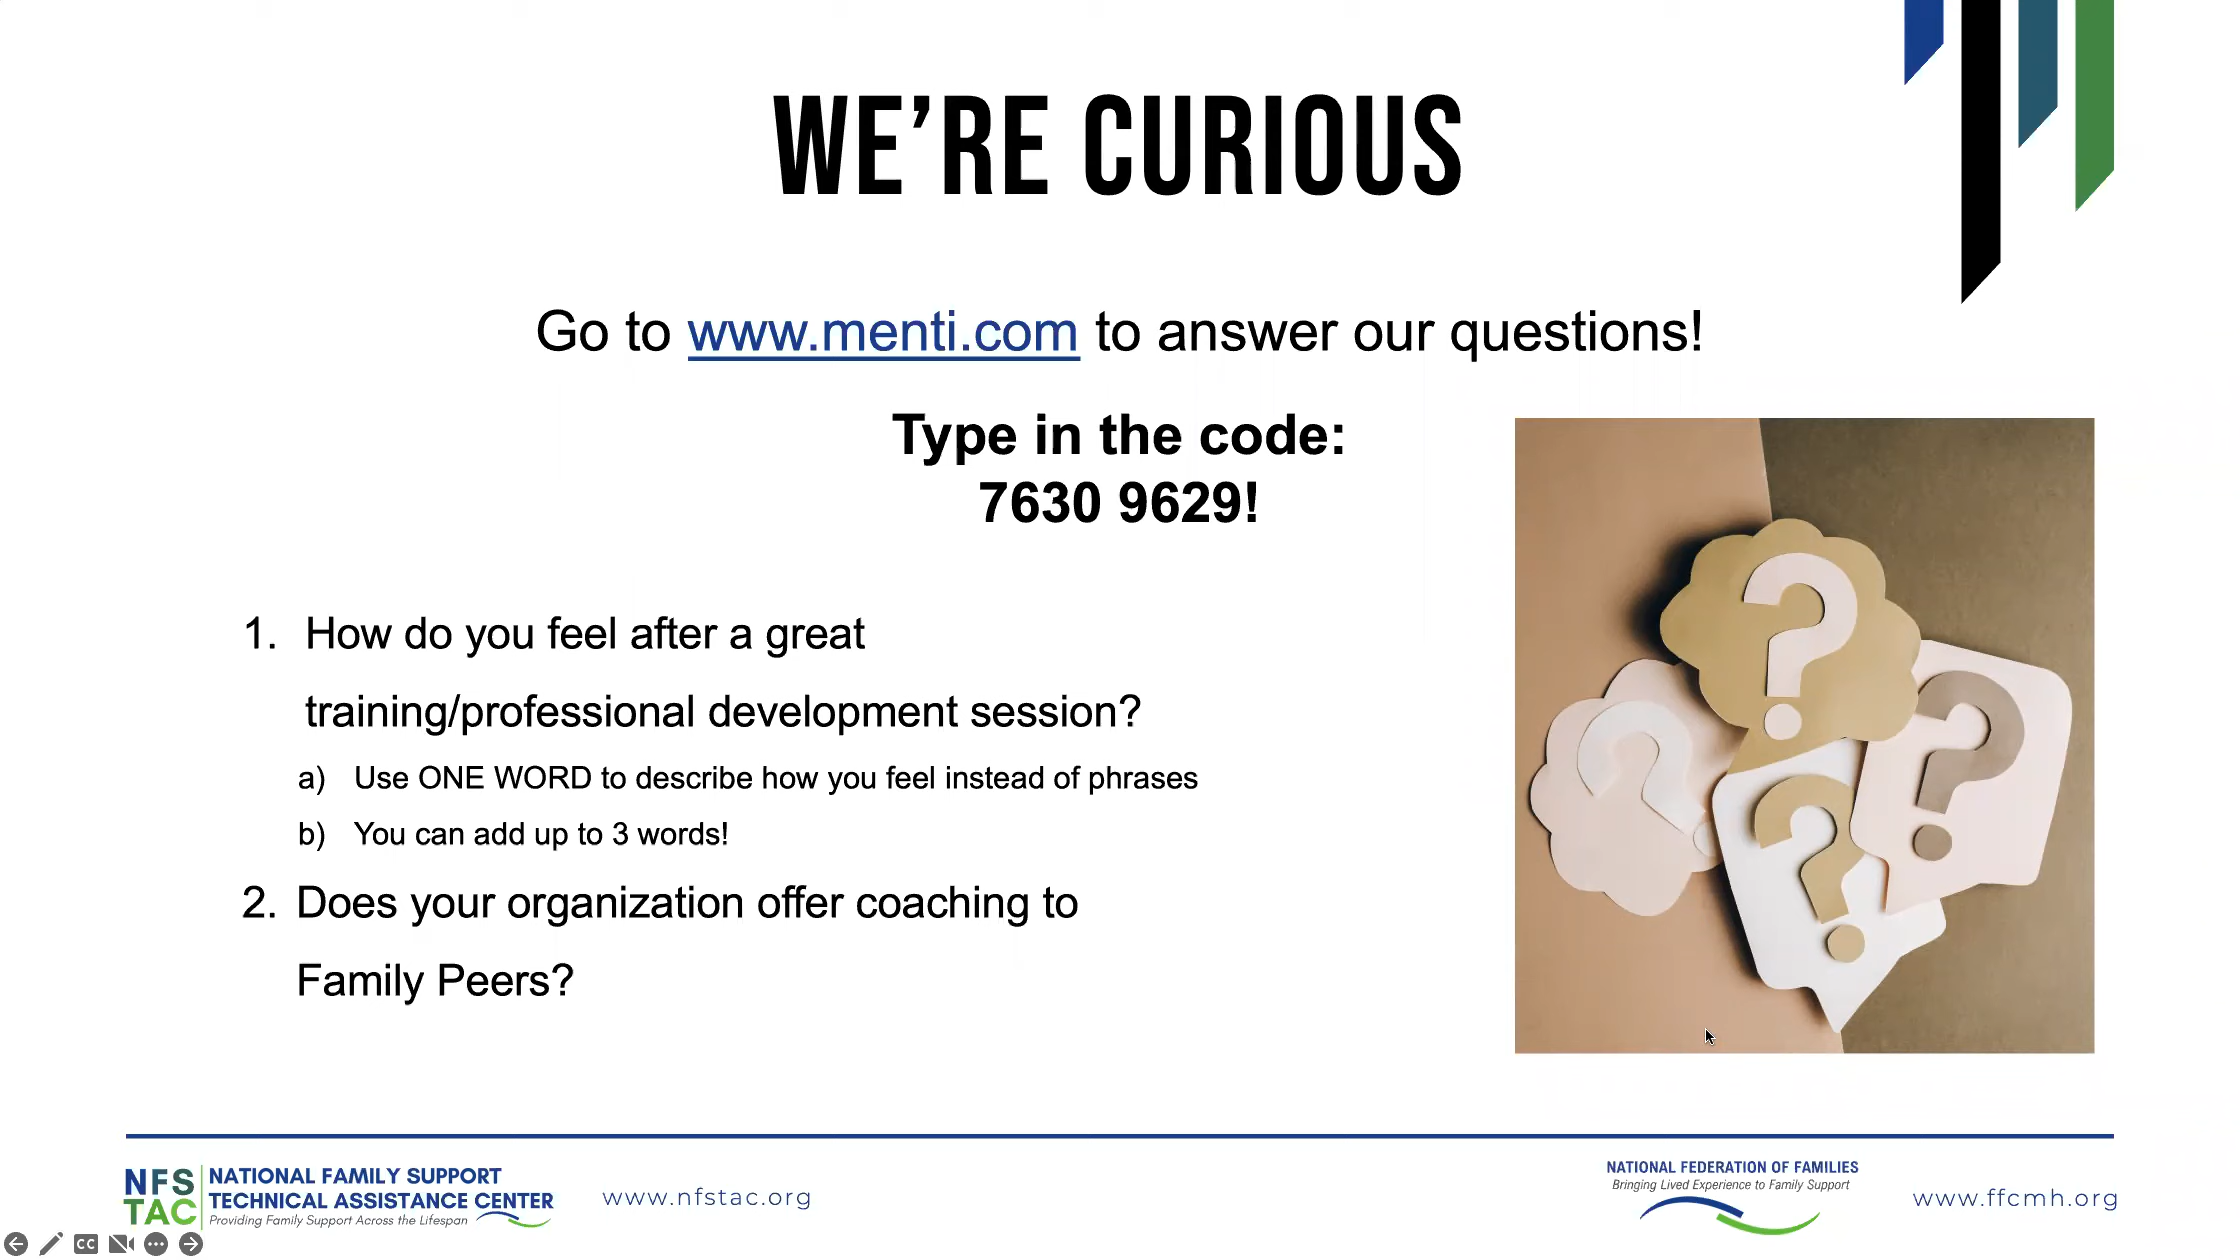 WE’RE CURIOUS
Go to www.menti.com to answer our questions!
Type in the code:
7630 9629!
1. How do you feel after a great
training/professional development session?
a) Use ONE WORD to describe how you feel instead of phrases
b) You can add up to 3 words!
2. Does your organization offer coaching to
Family Peers?
? ? ? ?
NFS TAC
NATIONAL FAMILY SUPPORT
TECHNICAL ASSISTANCE CENTER
Providing Family Support Across the Lifespan
www.nfstac.org
NATIONAL FEDERATION OF FAMILIES
Bringing Lived Experience to Family Support
www.ffcmh.org
CC